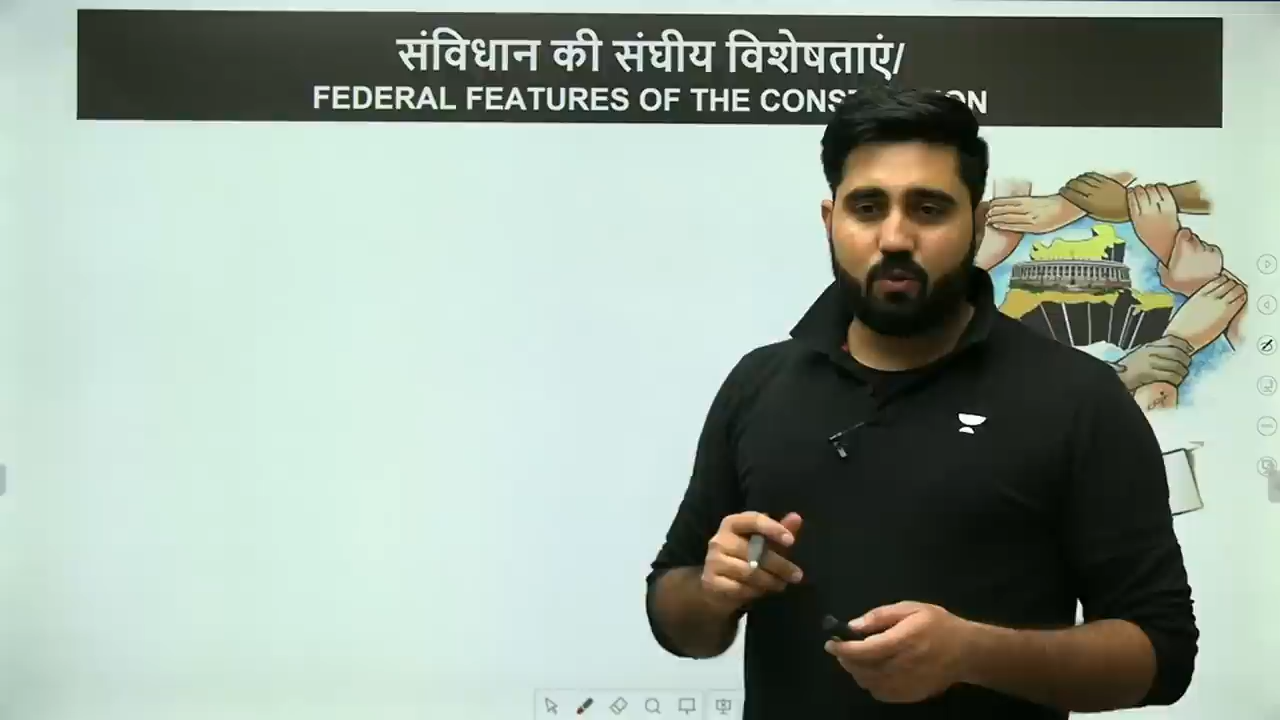 संविधान की संघीय विशेषताएं/
FEDERAL FEATURES OF THE